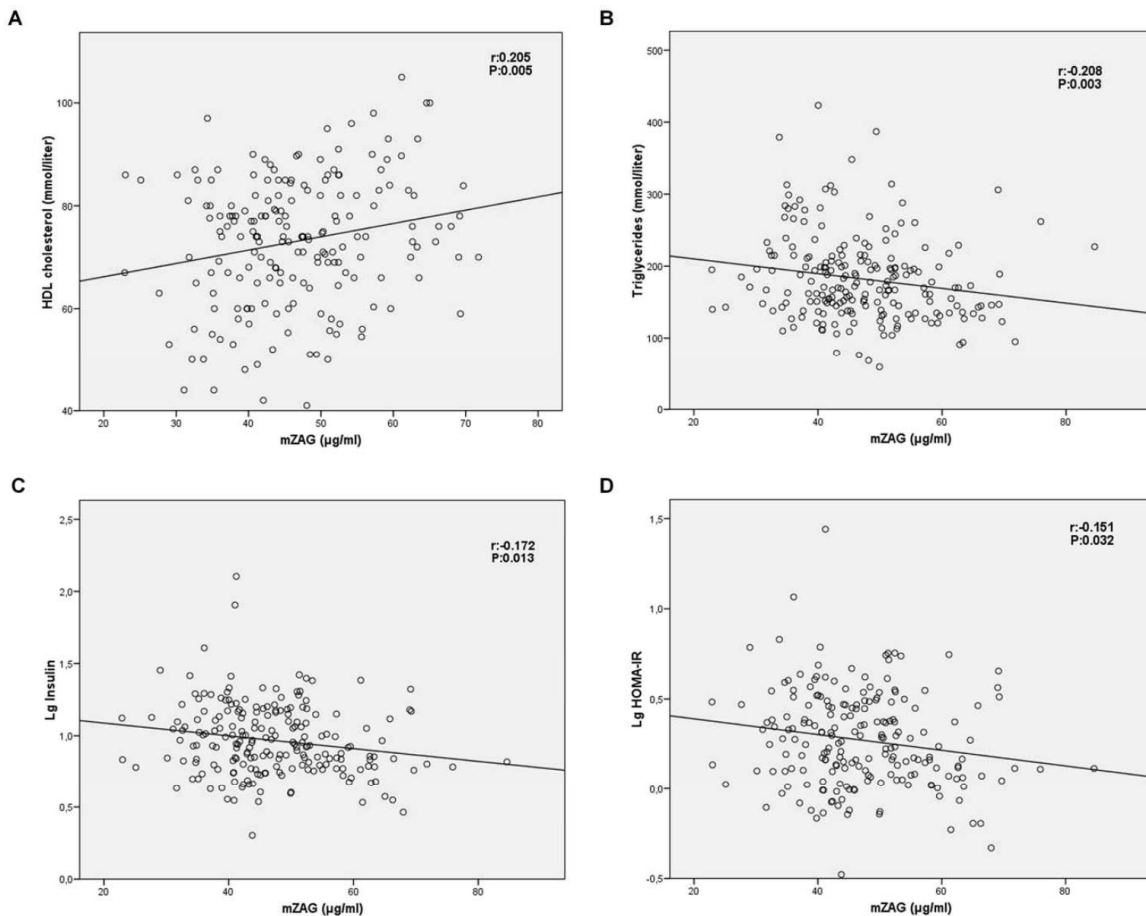 A
r:0.205
P:0.005
HDL cholesterol (mmol/liter)
100
80
60
40
20 30 40 50 60 70 80
mZAG (µg/ml)
B
r:-0.208
P:0.003
Triglycerides (mmol/liter)
500
400
300
200
100
0
20 40 60 80
mZAG (µg/ml)
C
r:-0.172
P:0.013
Lg Insulin
2,5
2,0
1,5
1,0
0,5
0,0
20 40 60 80
mZAG (µg/ml)
D
r:-0.151
P:0.032
Lg HOMA-IR
1,5
1,0
0,5
0,0
-0,5
20 40 60 80
mZAG (µg/ml)